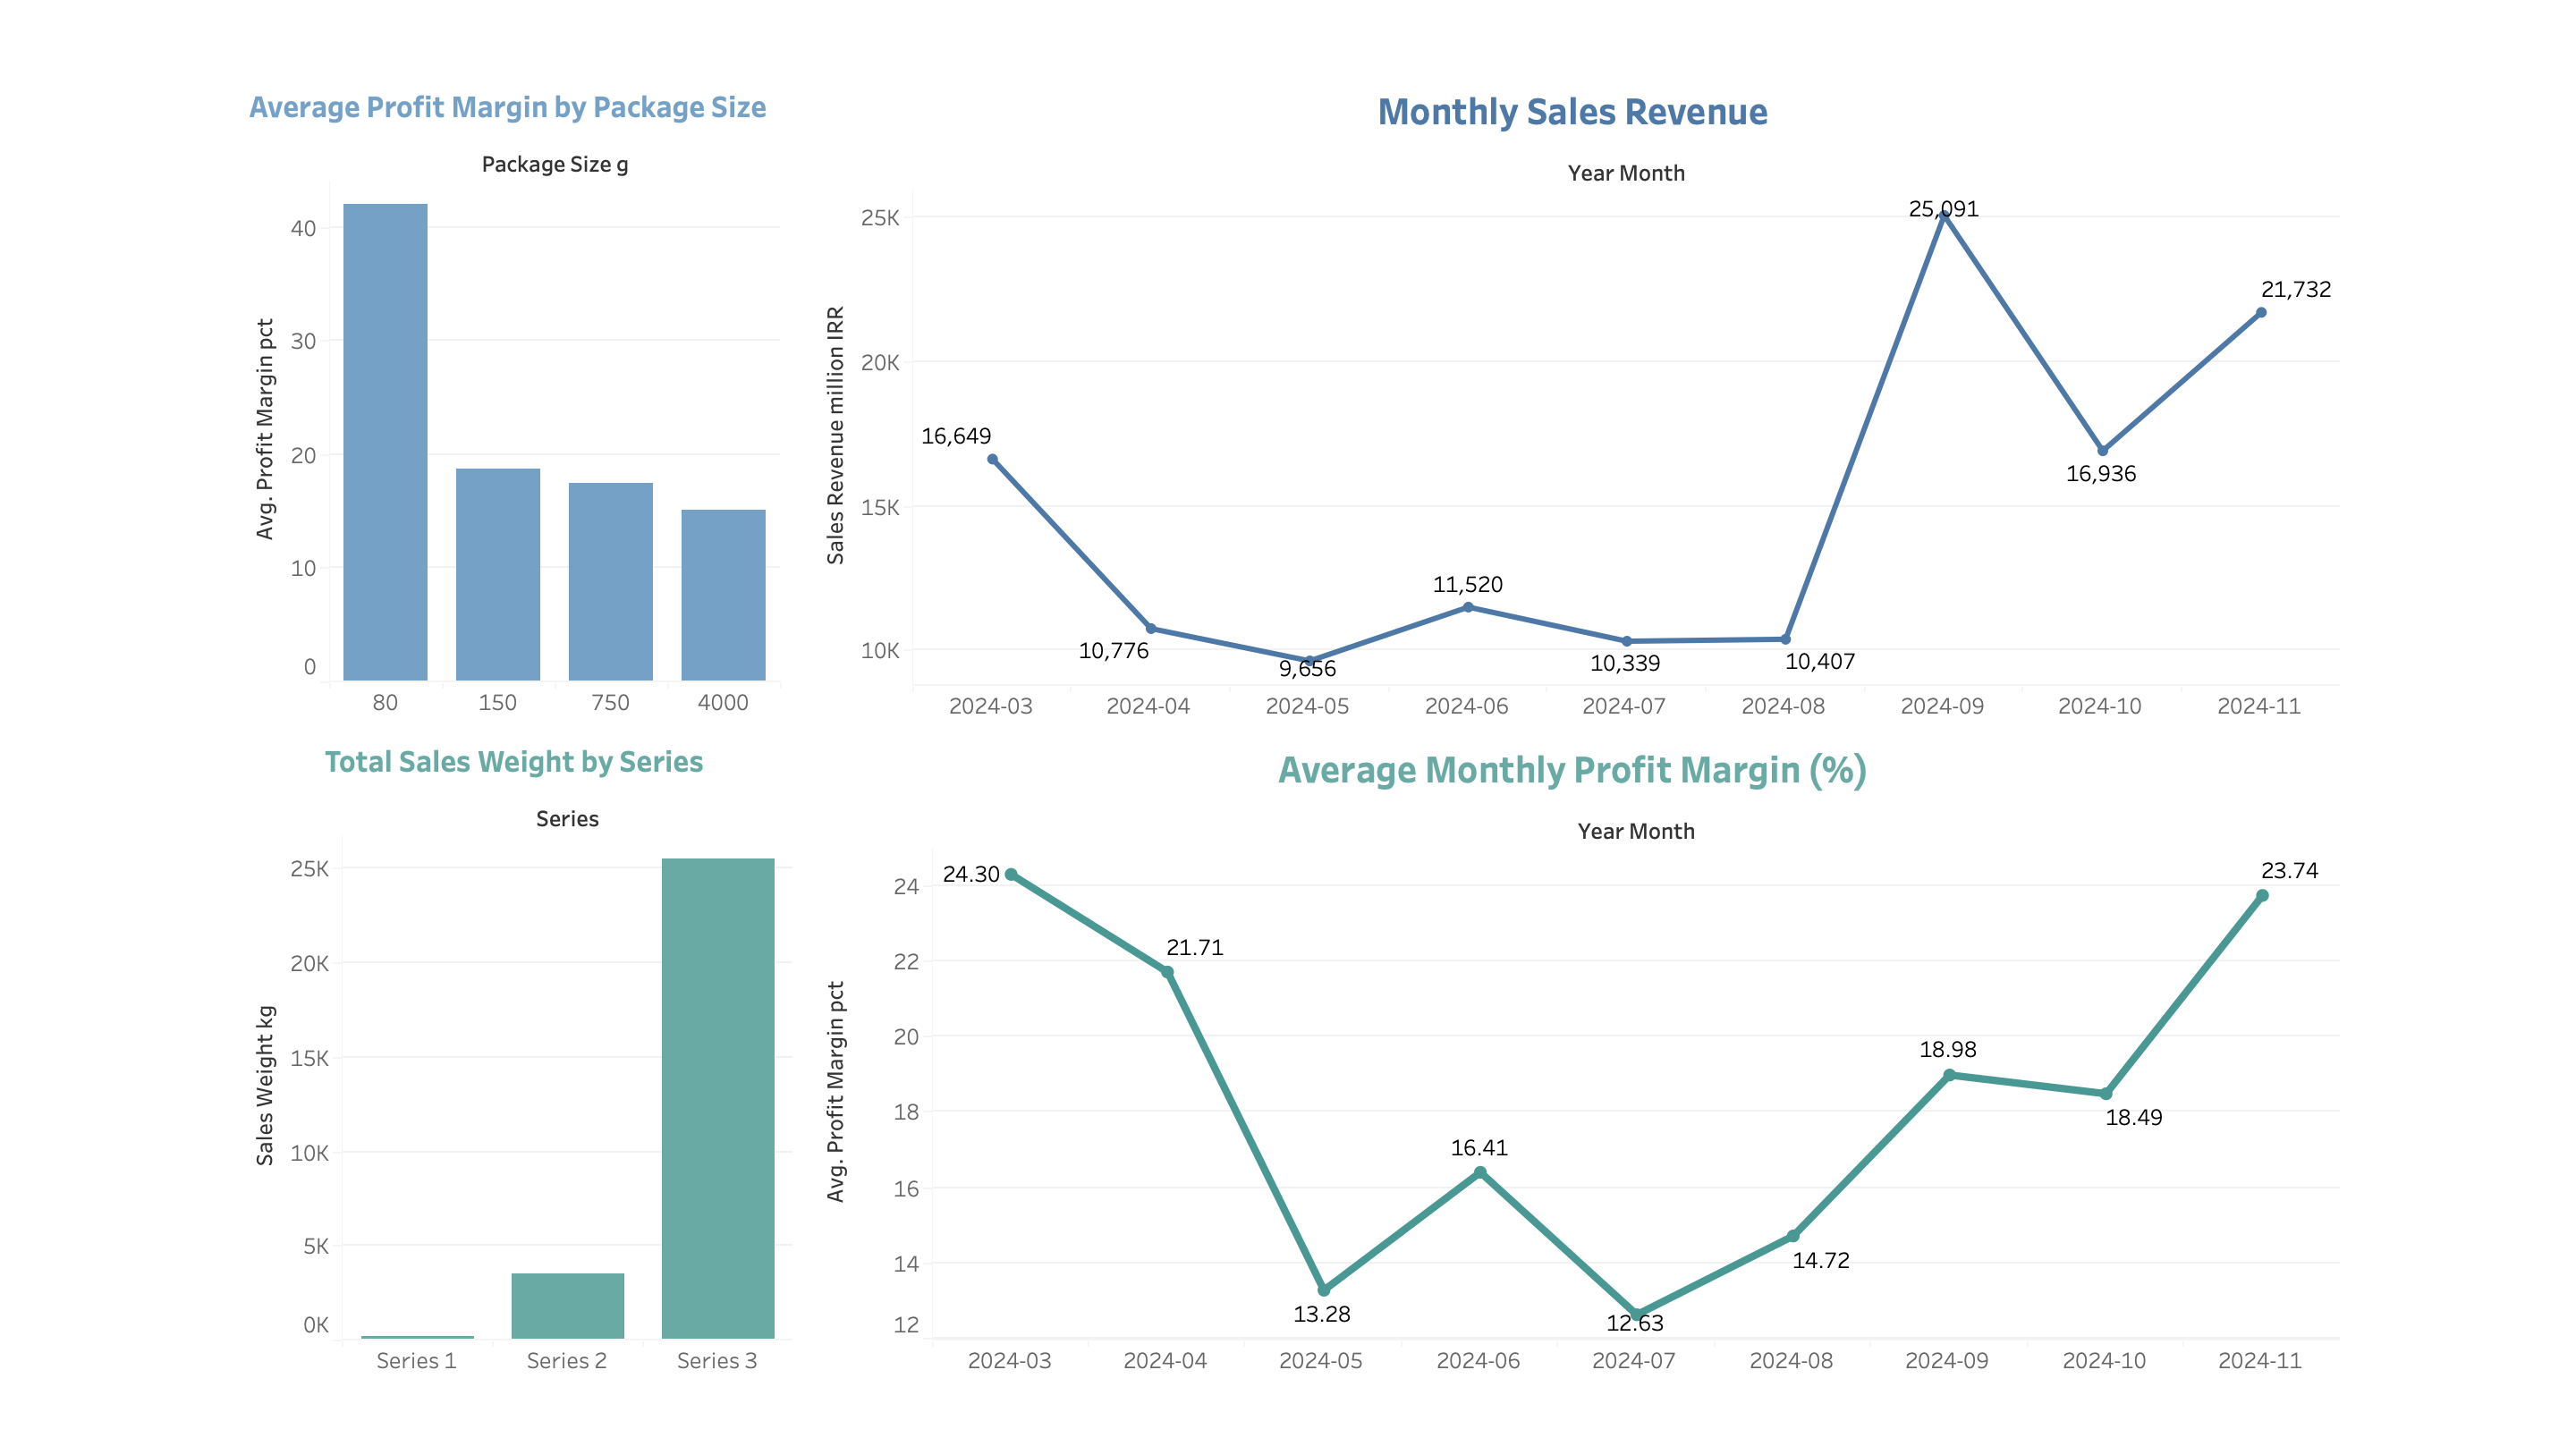 Average Profit Margin by Package Size
Package Size g
Avg. Profit Margin pct
40
30
20
10
0
80 150 750 4000
Monthly Sales Revenue
Year Month
Sales Revenue million IRR
25K
20K
15K
10K
16,649
10,776
9,656
11,520
10,339
10,407
25,091
16,936
21,732
2024-03 2024-04 2024-05 2024-06 2024-07 2024-08 2024-09 2024-10 2024-11
Total Sales Weight by Series
Series
Sales Weight kg
25K
20K
15K
10K
5K
0K
Series 1 Series 2 Series 3
Average Monthly Profit Margin (%)
Year Month
Avg. Profit Margin pct
24
22
20
18
16
14
12
24.30
21.71
13.28
16.41
12.63
14.72
18.98
18.49
23.74
2024-03 2024-04 2024-05 2024-06 2024-07 2024-08 2024-09 2024-10 2024-11